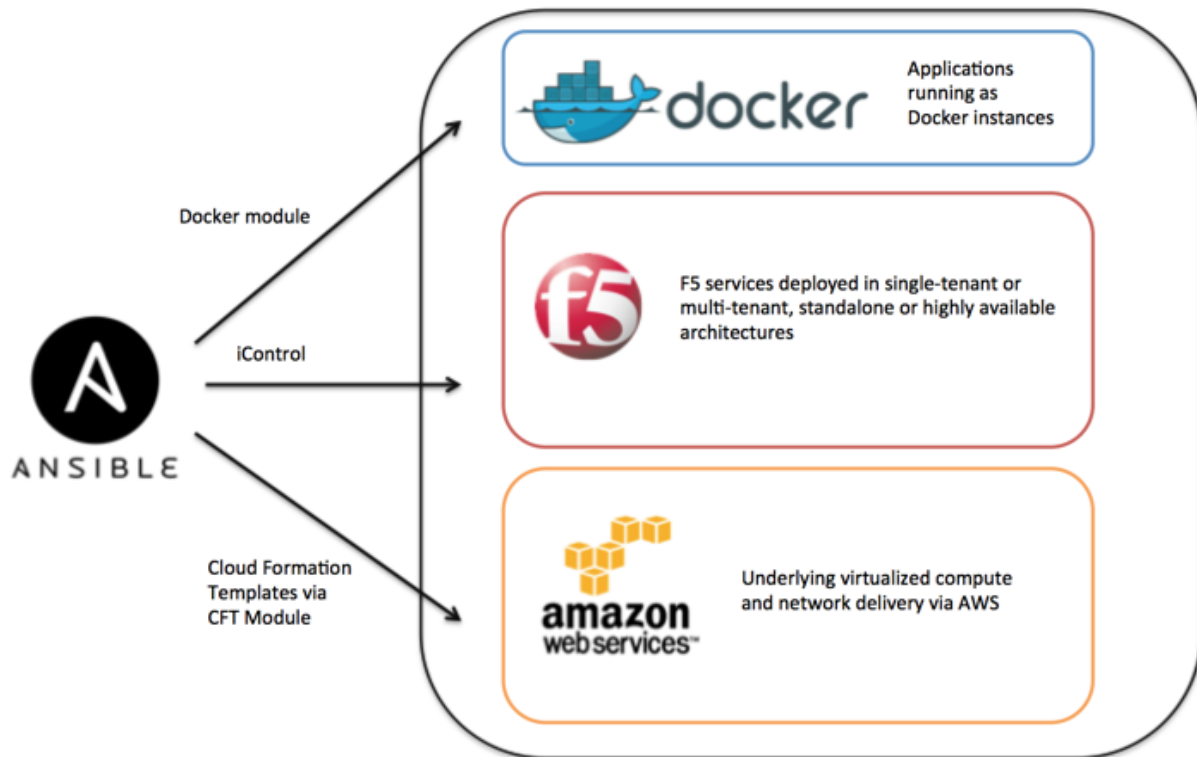 docker
Applications
running as
Docker instances
Docker module
f5
F5 services deployed in single-tenant or
multi-tenant, standalone or highly available
architectures
iControl
A
ANSIBLE
Cloud Formation
Templates via
CFT Module
amazon
web services™
Underlying virtualized compute
and network delivery via AWS